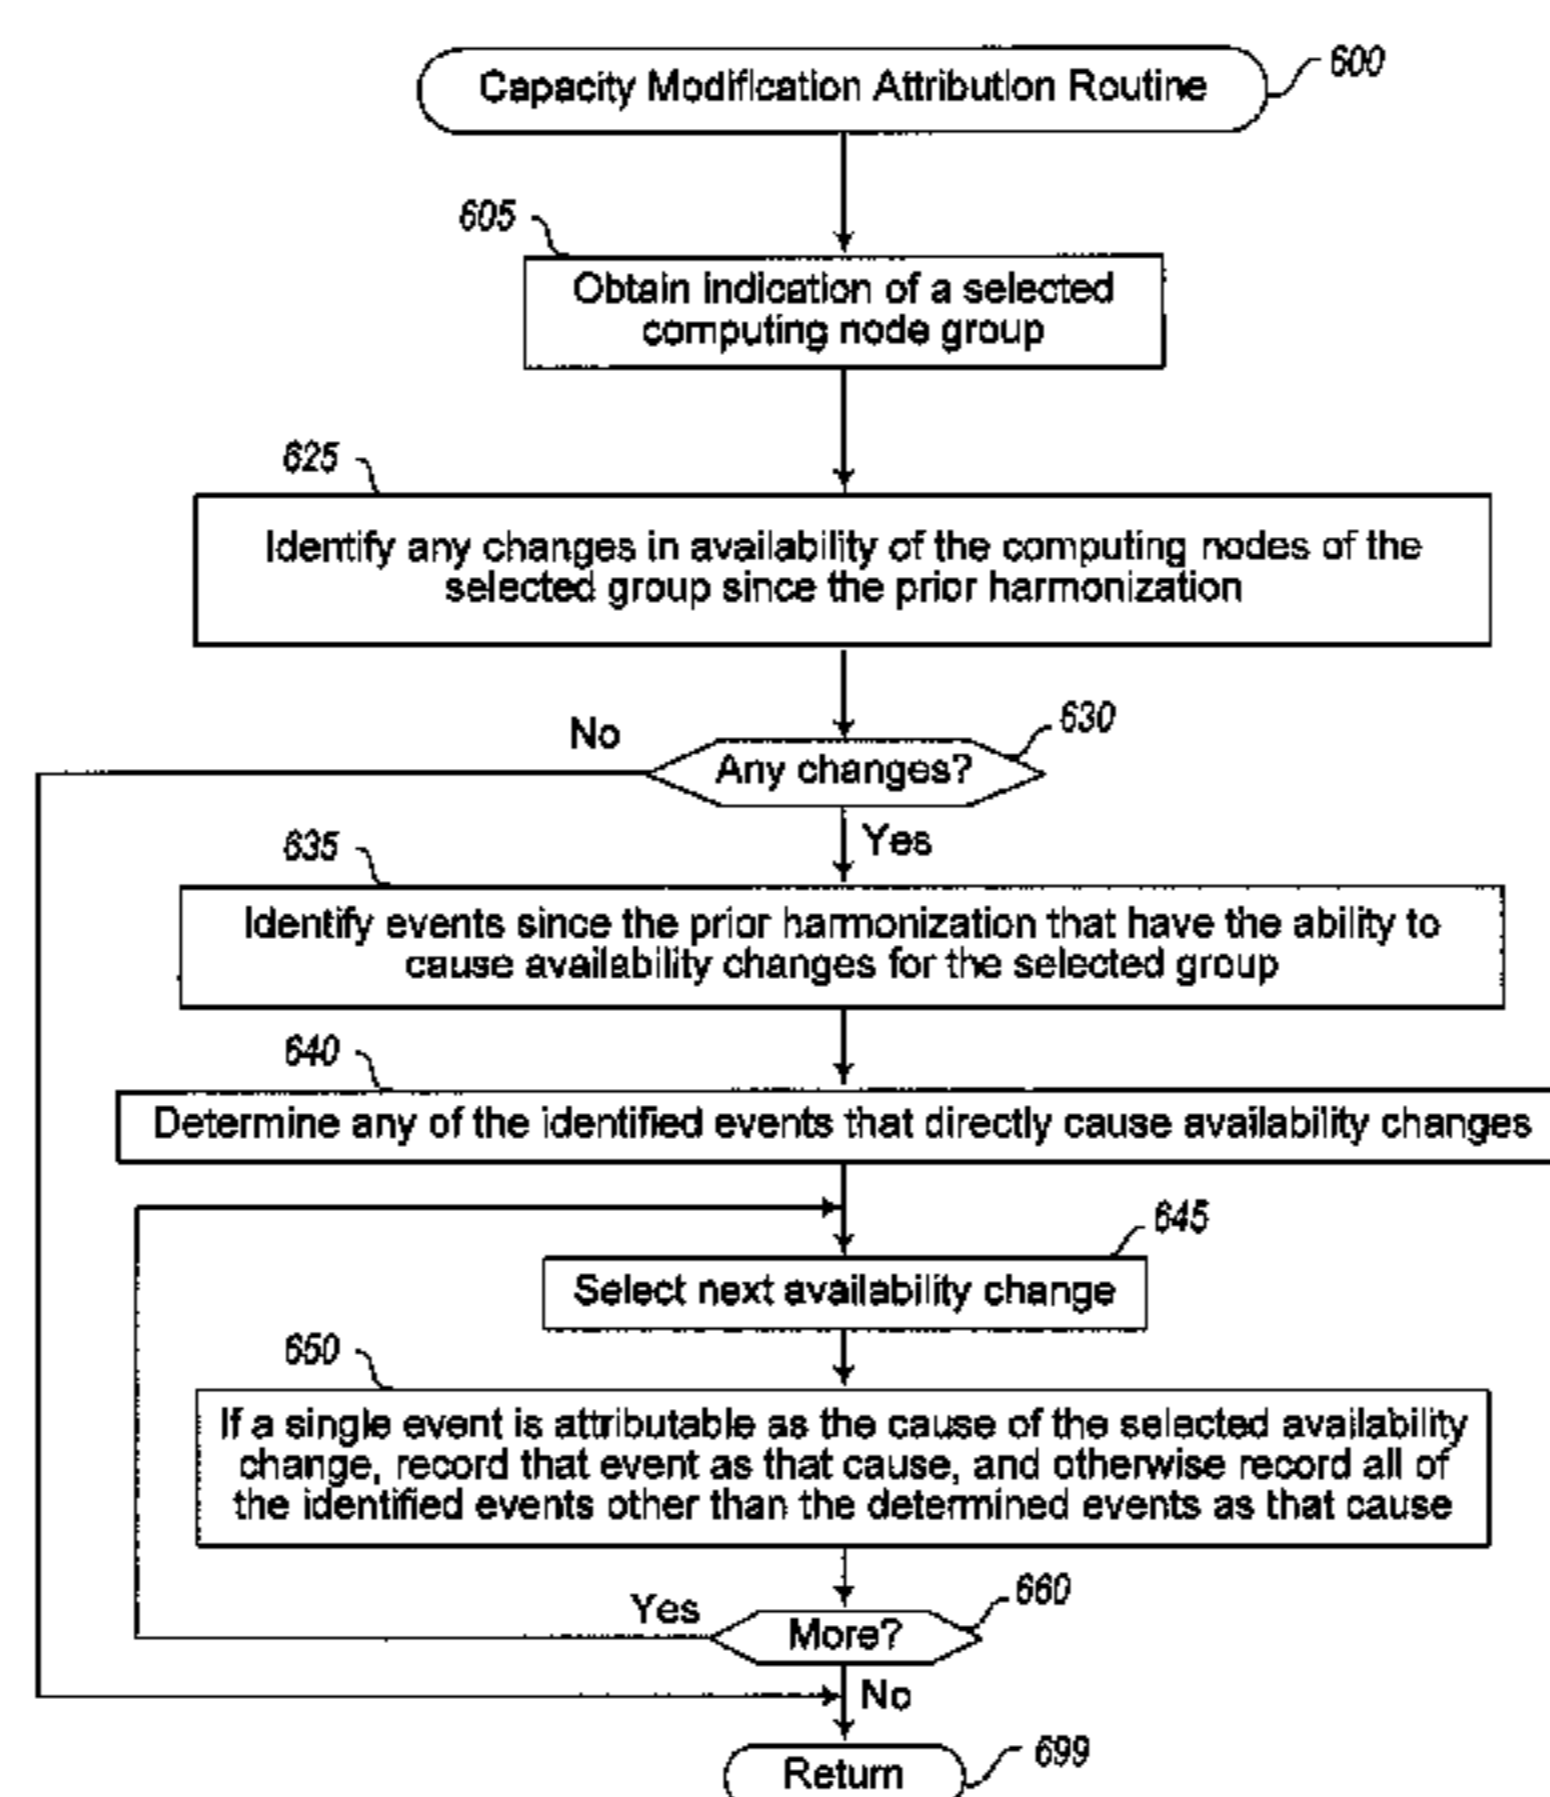 Capacity Modification Attribution Routine
600
605
Obtain indication of a selected
computing node group
625
Identify any changes in availability of the computing nodes of the
selected group since the prior harmonization
630
No
Any changes?
Yes
635
Identify events since the prior harmonization that have the ability to
cause availability changes for the selected group
640
Determine any of the identified events that directly cause availability changes
645
Select next availability change
650
If a single event is attributable as the cause of the selected availability
change, record that event as that cause, and otherwise record all of
the identified events other than the determined events as that cause
660
Yes
More?
No
699
Return